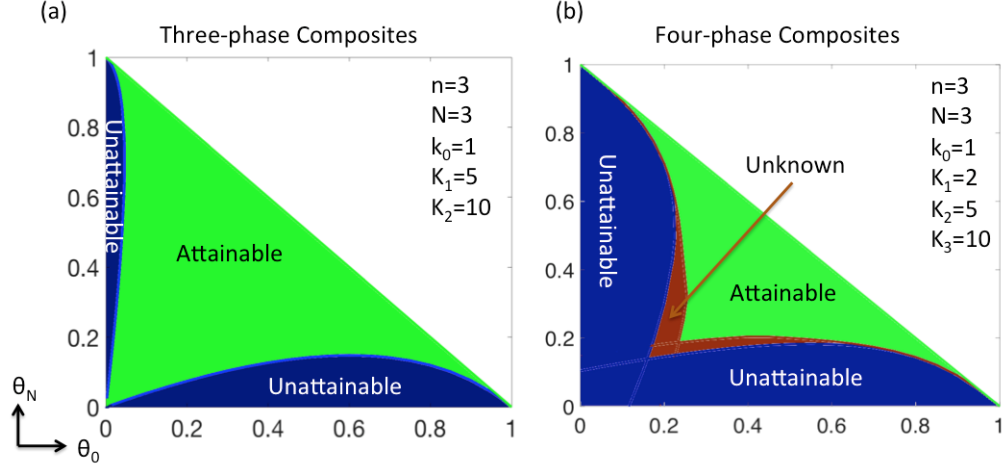 (a)
Three-phase Composites
1
0.8
0.6
0.4
0.2
0
0
0.2
0.4
0.6
0.8
1
Unattainable
Attainable
Unattainable
n=3
N=3
k₀=1
K₁=5
K₂=10
θ_N
θ₀
(b)
Four-phase Composites
1
0.8
0.6
0.4
0.2
0
0
0.2
0.4
0.6
0.8
1
Unattainable
Unknown
Attainable
Unattainable
n=3
N=3
k₀=1
K₁=2
K₂=5
K₃=10